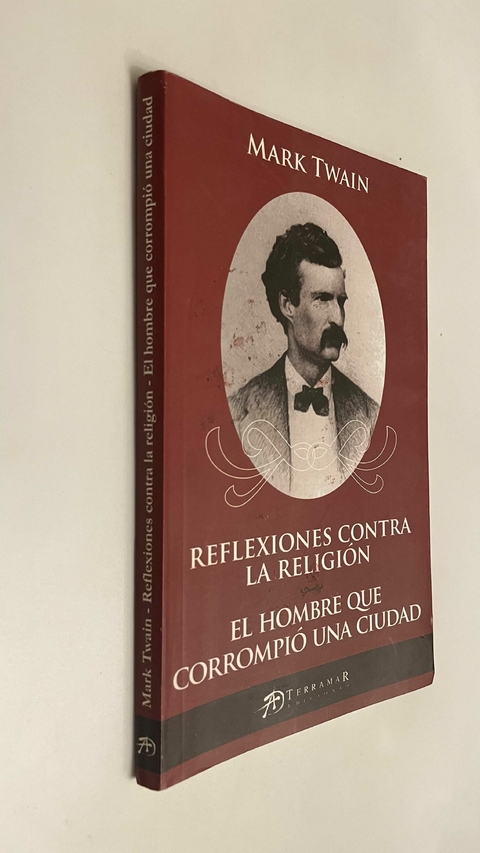 Mark Twain - Reflexiones contra la religión - El hombre que corrompió una ciudad
MARK TWAIN
REFLEXIONES CONTRA
LA RELIGIÓN
EL HOMBRE QUE
CORROMPIÓ UNA CIUDAD
TERRAMAR
EDICIONES